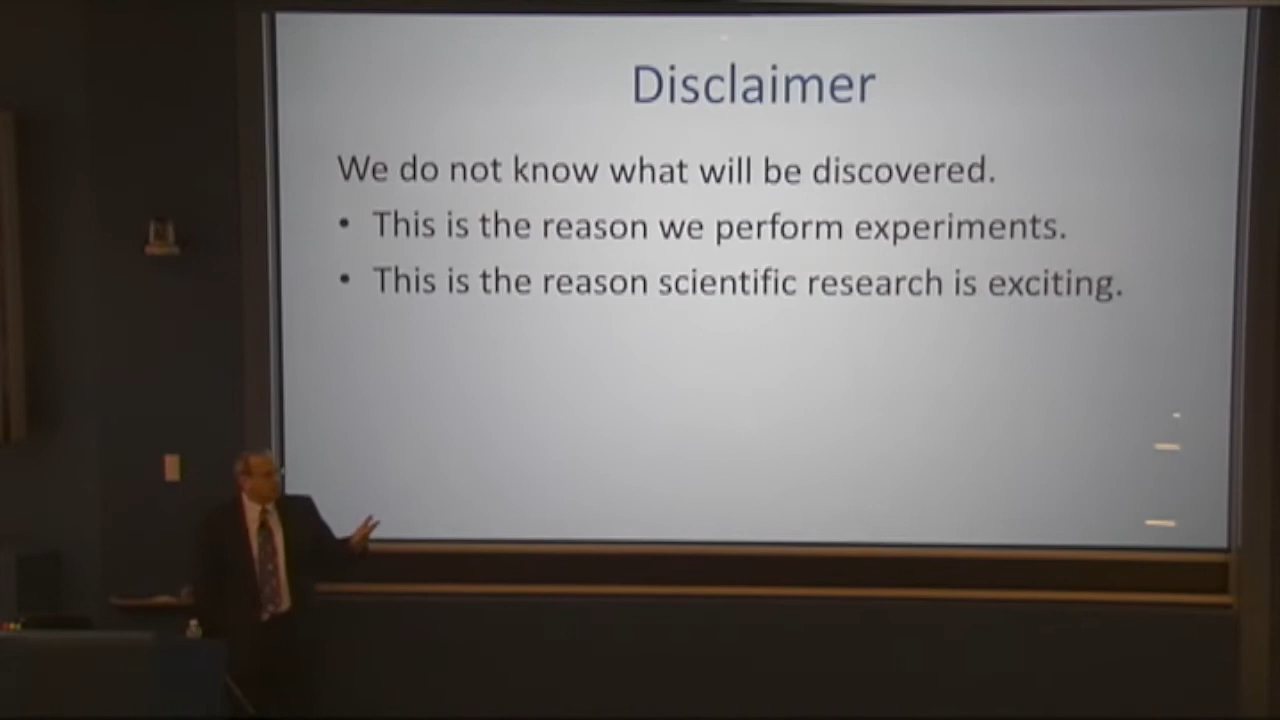 Disclaimer
We do not know what will be discovered.
• This is the reason we perform experiments.
• This is the reason scientific research is exciting.